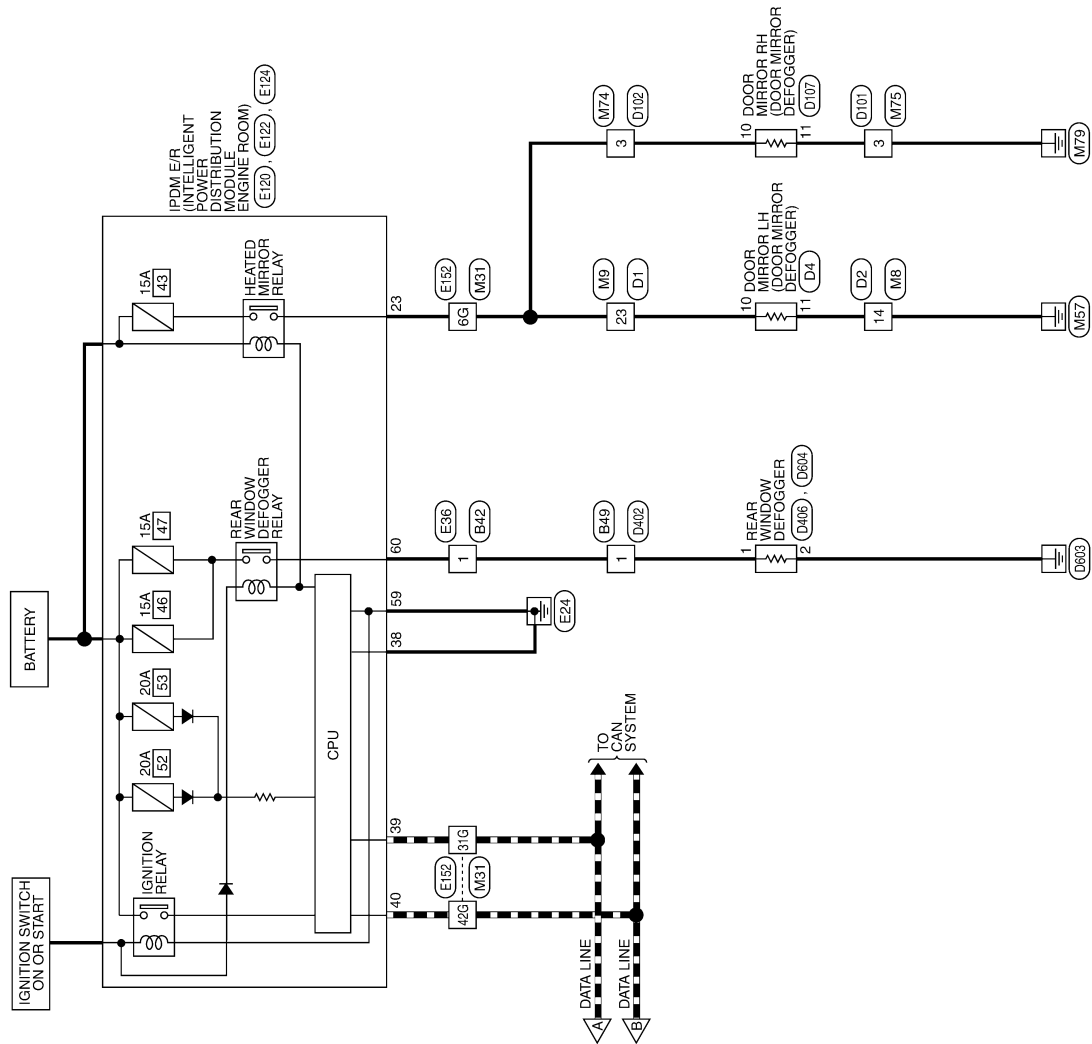 BATTERY
IGNITION SWITCH
ON OR START
IPDM E/R
(INTELLIGENT
POWER
DISTRIBUTION
MODULE
ENGINE ROOM)
E120 , E122 , E124
IGNITION
RELAY
20A
52
20A
53
15A
46
15A
47
REAR
WINDOW
DEFOGGER
RELAY
15A
43
HEATED
MIRROR
RELAY
CPU
40
39
38
59
60
23
42G
31G
E152
M31
E24
1
E36
B42
6G
E152
M31
A
DATA LINE
B
DATA LINE
TO
CAN
SYSTEM
1
B49
D402
23
M9
D1
3
M74
D102
1
2
REAR
WINDOW
DEFOGGER
D406 , D604
10
11
DOOR
MIRROR LH
(DOOR MIRROR
DEFOGGER)
D4
10
11
DOOR
MIRROR RH
(DOOR MIRROR
DEFOGGER)
D107
14
D2
M8
3
D101
M75
D603
M57
M79